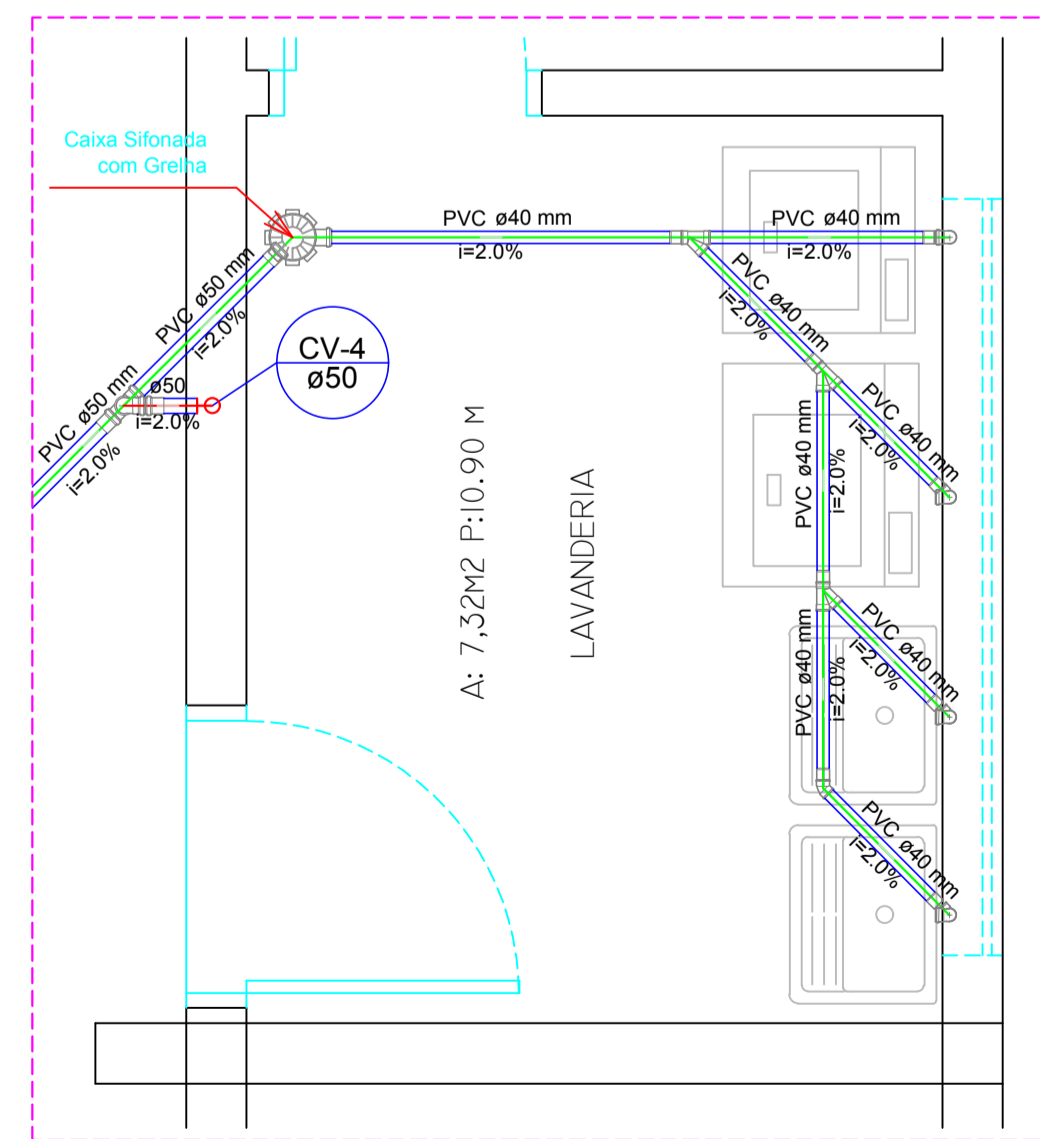 Caixa Sifonada
com Grelha
PVC ø40 mm
i=2.0%
PVC ø40 mm
i=2.0%
PVC ø50 mm
i=2.0%
PVC ø40 mm
i=2.0%
CV-4
ø50
ø50
i=2.0%
PVC ø50 mm
i=2.0%
PVC ø40 mm
i=2.0%
PVC ø40 mm
i=2.0%
A: 7,32M2 P:10.90 M
LAVANDERIA
PVC ø40 mm
i=2.0%
PVC ø40 mm
i=2.0%
PVC ø40 mm
i=2.0%